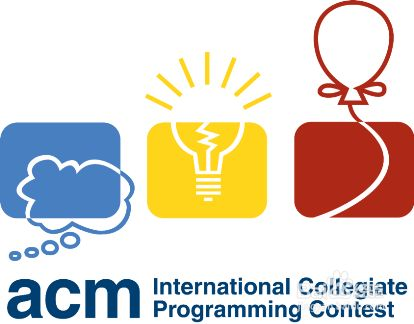 acm International Collegiate
Programming Contest